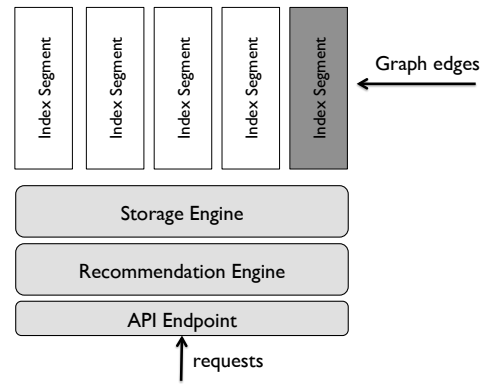 Index Segment
Index Segment
Index Segment
Index Segment
Index Segment
Graph edges
Storage Engine
Recommendation Engine
API Endpoint
requests